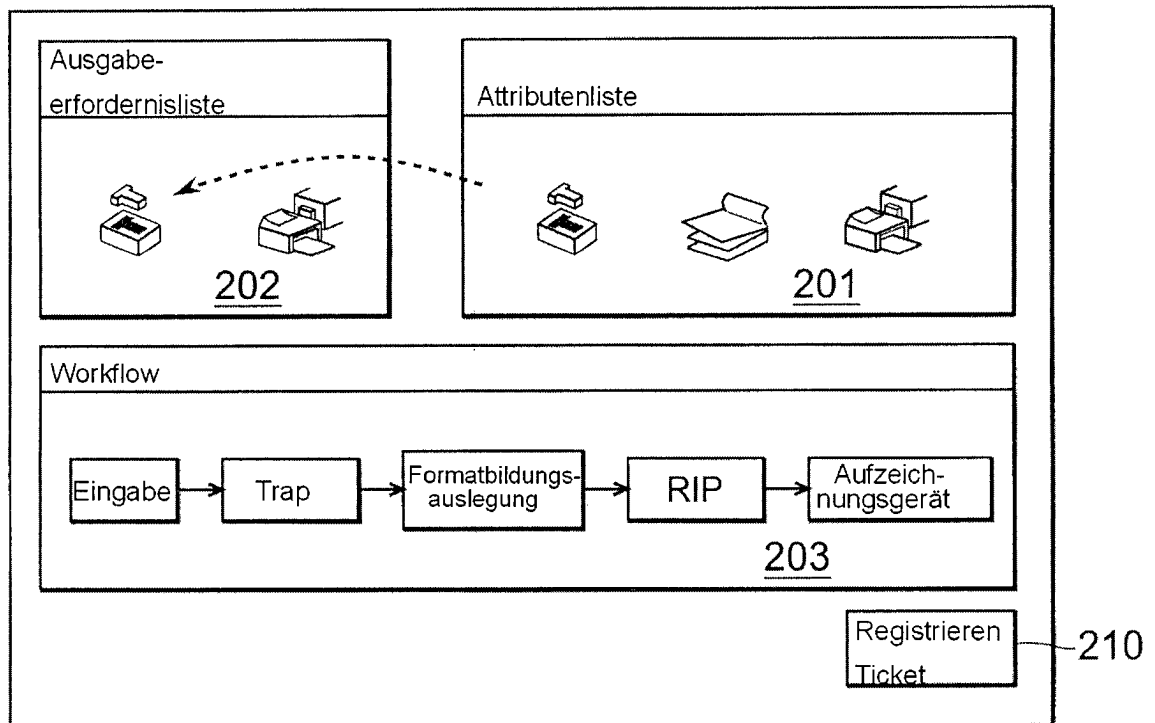 Ausgabe-
erfordernisliste
202
Attributenliste
201
Workflow
Eingabe
Trap
Formatbildungs-
auslegung
RIP
Aufzeich-
nungsgerät
203
Registrieren
Ticket
210